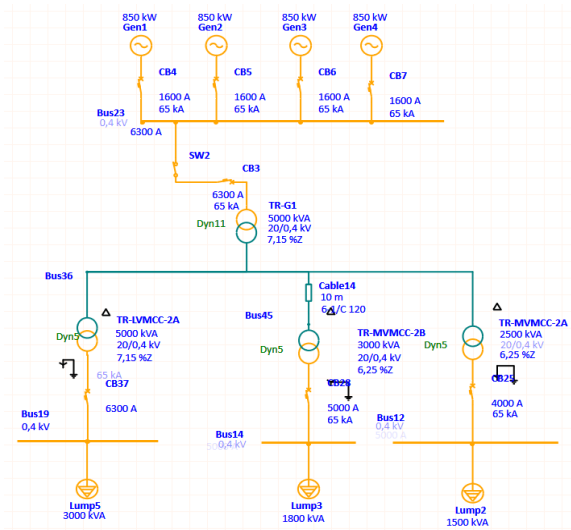 850 kW
Gen1
850 kW
Gen2
850 kW
Gen3
850 kW
Gen4
CB4
CB5
CB6
CB7
1600 A
65 kA
1600 A
65 kA
1600 A
65 kA
1600 A
65 kA
Bus23
0,4 kV
6300 A
SW2
CB3
6300 A
65 kA
TR-G1
5000 kVA
20/0,4 kV
7,15 %Z
Dyn11
Bus36
Cable14
10 m
6-1/C 120
Bus45
TR-LVMCC-2A
5000 kVA
20/0,4 kV
7,15 %Z
Dyn5
TR-MVMCC-2B
3000 kVA
20/0,4 kV
6,25 %Z
Dyn5
TR-MVMCC-2A
2500 kVA
20/0,4 kV
6,25 %Z
Dyn5
65 kA
CB37
6300 A
CB28
5000 A
65 kA
CB25
4000 A
65 kA
Bus19
0,4 kV
Bus14
0,4 kV
Bus12
0,4 kV
5000 A
Lump5
3000 kVA
Lump3
1800 kVA
Lump2
1500 kVA